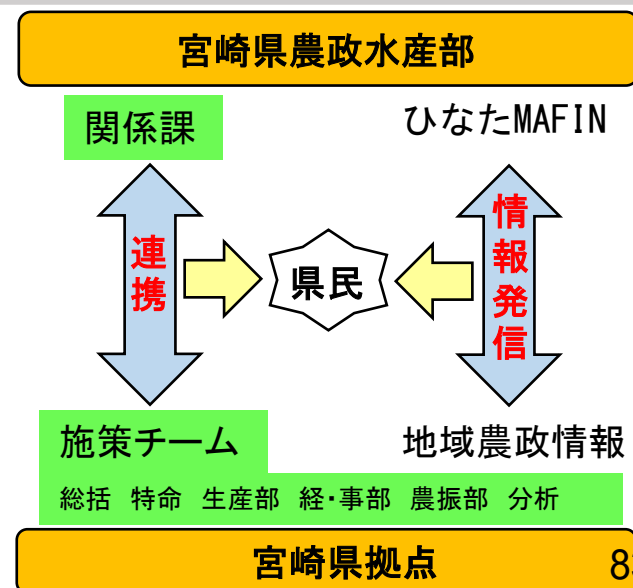 宮崎県農政水産部
関係課
ひなたMAFIN
連携
県民
情報発信
施策チーム
地域農政情報
総括 特命 生産部 経・事部 農振部 分析
宮崎県拠点
8